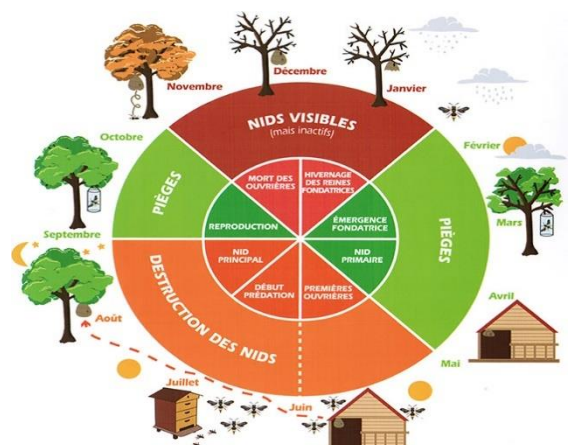 Décembre
Novembre
Janvier
NIDS VISIBLES
(mais inactifs)
Octobre
Février
PIÈGES
MORT DES
OUVRIÈRES
HIVERNAGE
DES REINES
FONDATRICES
REPRODUCTION
ÉMERGENCE
FONDATRICE
PIÈGES
Mars
Septembre
NID
PRINCIPAL
NID
PRIMAIRE
DÉBUT
PRÉDATION
PREMIÈRES
OUVRIÈRES
DESTRUCTION DES NIDS
Avril
Août
Mai
Juillet
Juin